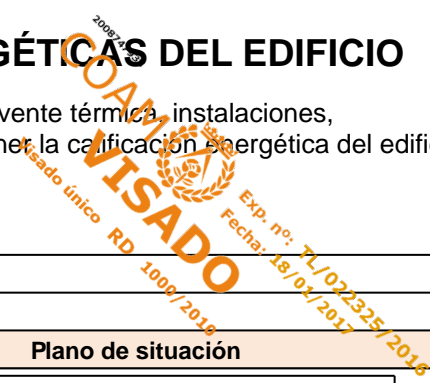 GÉTICAS DEL EDIFICIO
vente térmica, instalaciones,
ner la calificación energética del edifi
COAM
VISADO
Visado único RD 1000/2010
Exp. nº: TL/022325/2016
Fecha: 18/01/2017
Plano de situación